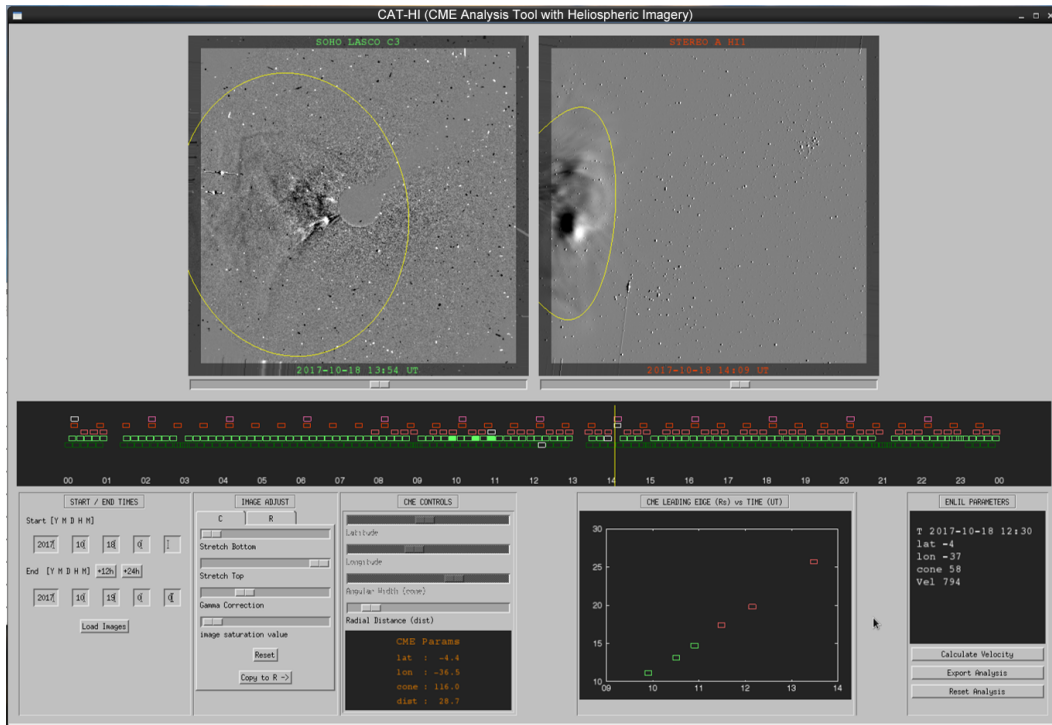 CAT-HI (CME Analysis Tool with Heliospheric Imagery)
SOHO LASCO C3
STEREO A HI1
2017-10-18 13:54 UT
2017-10-18 14:09 UT
00 01 02 03 04 05 06 07 08 09 10 11 12 13 14 15 16 17 18 19 20 21 22 23 00
START / END TIMES
Start [Y M D H M]
2017 10 18 0
End [Y M D H M] +12h +24h
2017 10 19 0 0
Load Images
IMAGE ADJUST
C R
Stretch Bottom
Stretch Top
Gamma Correction
image saturation value
Reset
Copy to R ->
CME CONTROLS
Latitude
Longitude
Angular Width (cone)
Radial Distance (dist)
CME Params
lat : -4.4
lon : -36.5
cone : 116.0
dist : 28.7
CME LEADING EDGE (Rs) vs TIME (UT)
30
25
20
15
10
09 10 11 12 13 14
ENLIL PARAMETERS
T 2017-10-18 12:30
lat -4
lon -37
cone 58
Vel 794
Calculate Velocity
Export Analysis
Reset Analysis